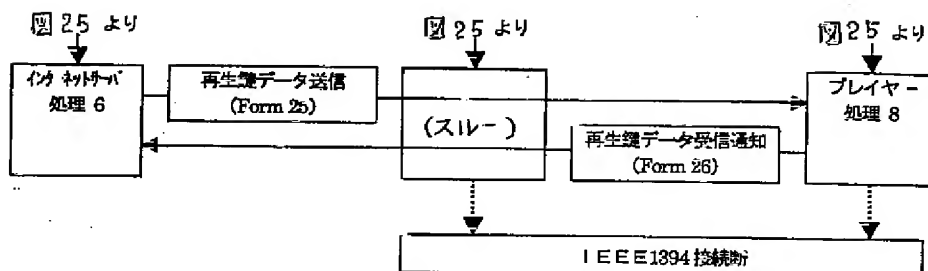 図25より
図25より
図25より
インタネットサーバ
処理6
再生鍵データ送信
(Form 25)
(スルー)
再生鍵データ受信通知
(Form 26)
プレイヤー
処理8
IEEE1394接続断